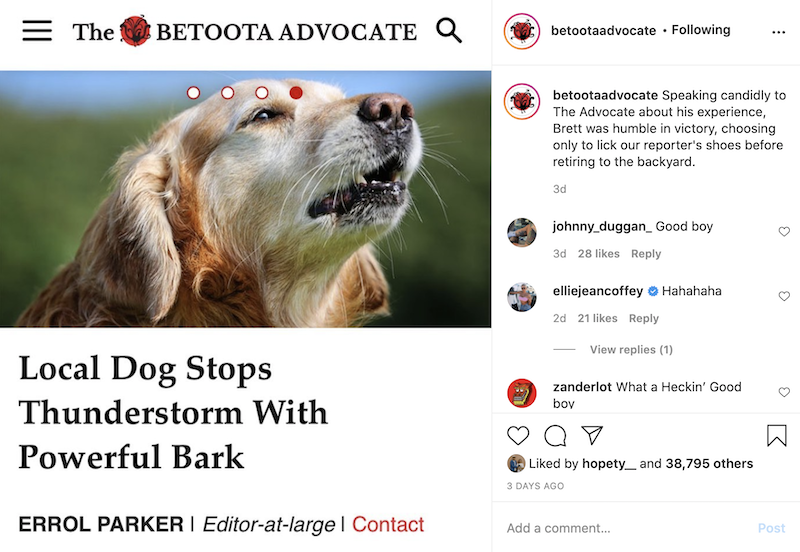 The BETOOTA ADVOCATE
Local Dog Stops
Thunderstorm With
Powerful Bark
ERROL PARKER | Editor-at-large | Contact
betootaadvocate • Following
betootaadvocate Speaking candidly to
The Advocate about his experience,
Brett was humble in victory, choosing
only to lick our reporter's shoes before
retiring to the backyard.
3d
johnny_duggan_ Good boy
3d 28 likes Reply
elliejeancoffey Hahahaha
2d 21 likes Reply
View replies (1)
zanderlot What a Heckin’ Good
boy
Liked by hopety__ and 38,795 others
3 DAYS AGO
Add a comment... Post